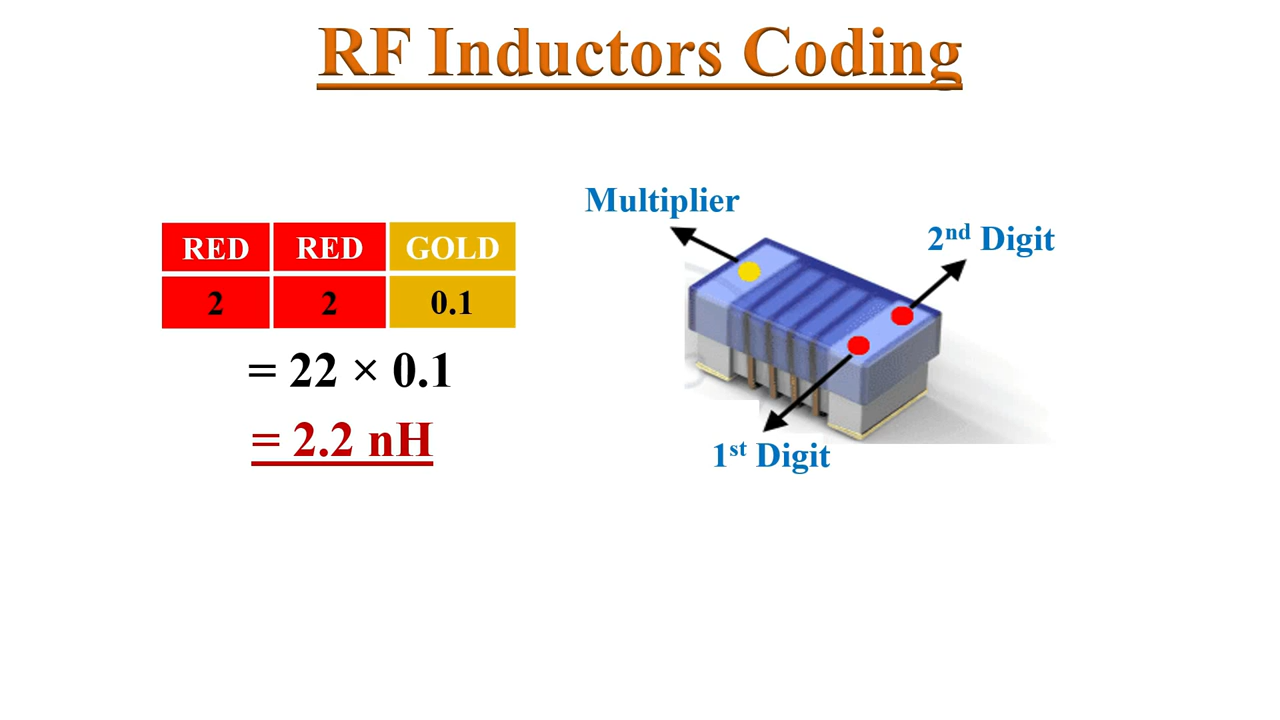 RF Inductors Coding
RED RED GOLD
2 2 0.1
= 22 × 0.1
= 2.2 nH
Multiplier
2nd Digit
1st Digit